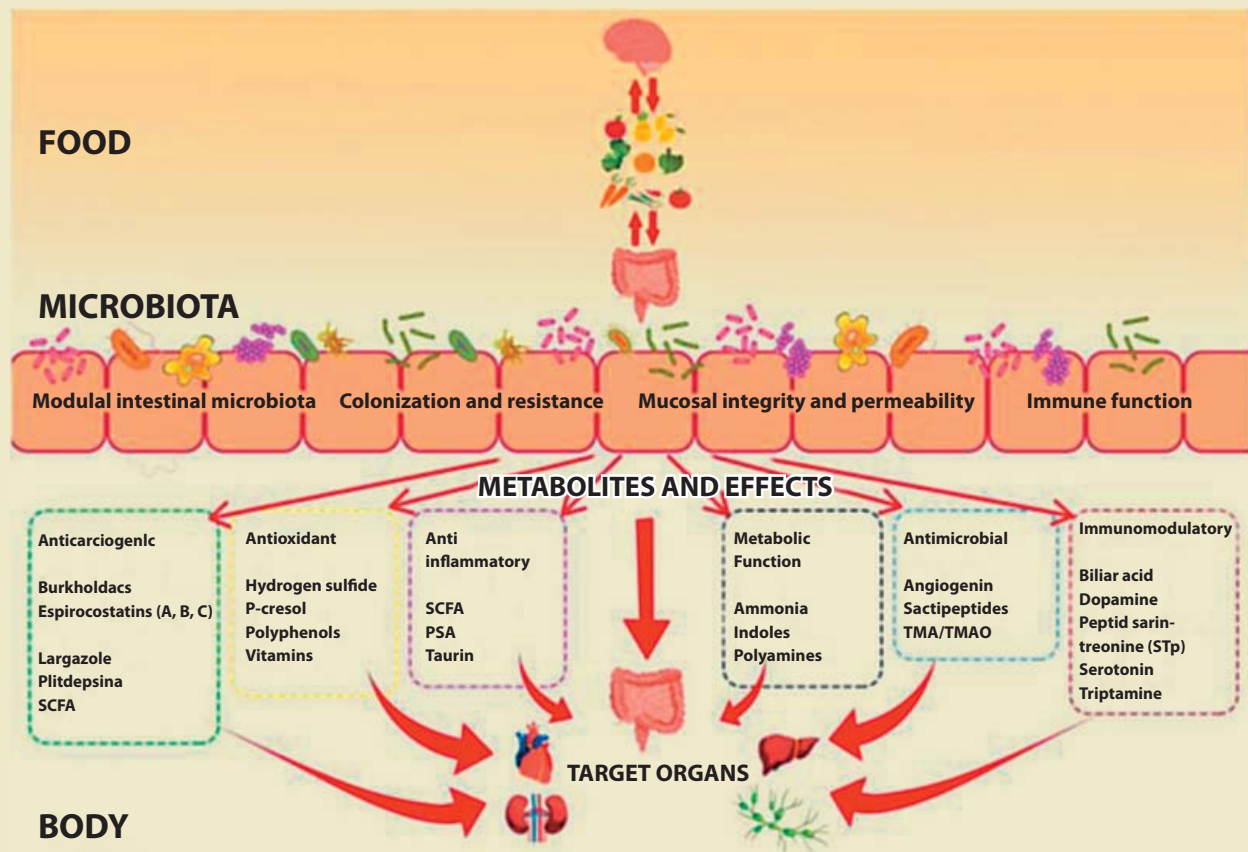 FOOD
MICROBIOTA
Modulal intestinal microbiota
Colonization and resistance
Mucosal integrity and permeability
Immune function
METABOLITES AND EFFECTS
Anticarciogenlc
Burkholdacs
Espirocostatins (A, B, C)
Largazole
Plitdepsina
SCFA
Antioxidant
Hydrogen sulfide
P-cresol
Polyphenols
Vitamins
Anti
inflammatory
SCFA
PSA
Taurin
Metabolic
Function
Ammonia
Indoles
Polyamines
Antimicrobial
Angiogenin
Sactipeptides
TMA/TMAO
Immunomodulatory
Biliar acid
Dopamine
Peptid sarin-
treonine (STp)
Serotonin
Triptamine
TARGET ORGANS
BODY